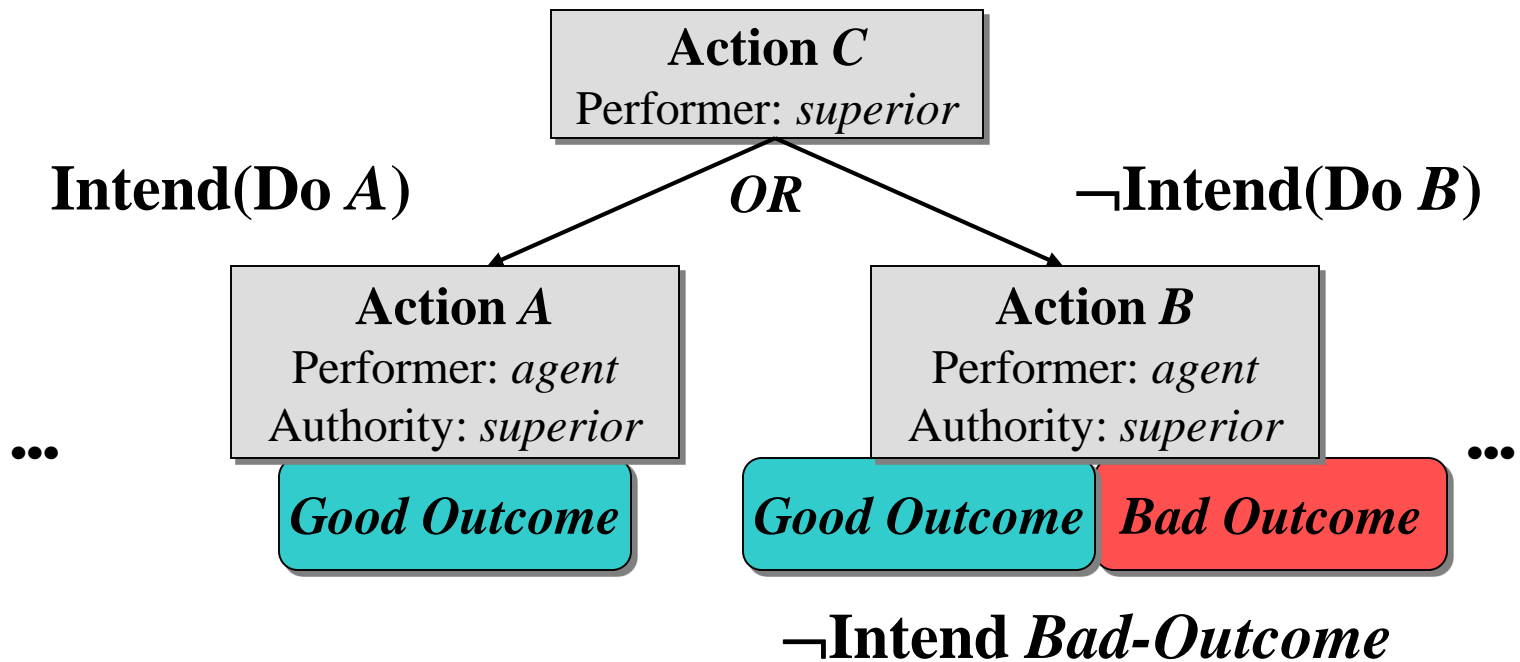 Action C
Performer: superior
Intend(Do A)
OR
¬Intend(Do B)
Action A
Performer: agent
Authority: superior
Action B
Performer: agent
Authority: superior
...
...
Good Outcome
Good Outcome
Bad Outcome
¬Intend Bad-Outcome